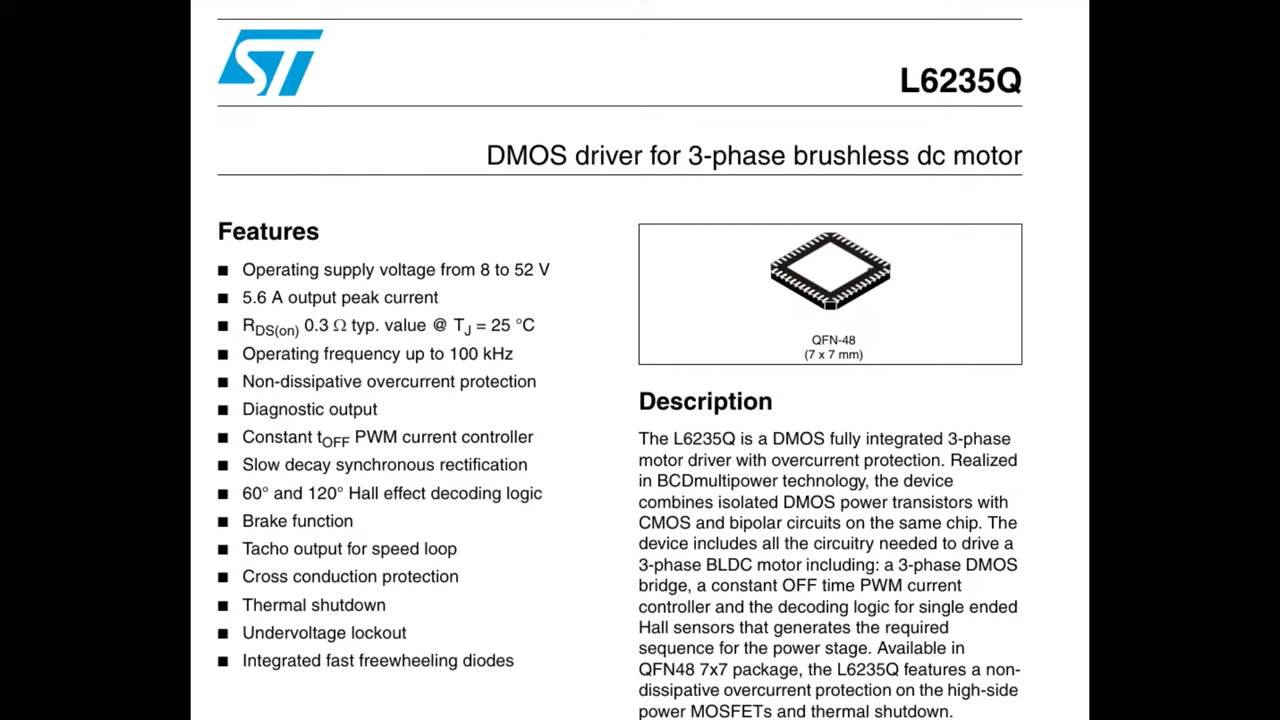 ST
L6235Q
DMOS driver for 3-phase brushless dc motor
Features
■ Operating supply voltage from 8 to 52 V
■ 5.6 A output peak current
■ RDS(on) 0.3 Ω typ. value @ TJ = 25 °C
■ Operating frequency up to 100 kHz
■ Non-dissipative overcurrent protection
■ Diagnostic output
■ Constant tOFF PWM current controller
■ Slow decay synchronous rectification
■ 60° and 120° Hall effect decoding logic
■ Brake function
■ Tacho output for speed loop
■ Cross conduction protection
■ Thermal shutdown
■ Undervoltage lockout
■ Integrated fast freewheeling diodes
QFN-48
(7 x 7 mm)
Description
The L6235Q is a DMOS fully integrated 3-phase
motor driver with overcurrent protection. Realized
in BCDmultipower technology, the device
combines isolated DMOS power transistors with
CMOS and bipolar circuits on the same chip. The
device includes all the circuitry needed to drive a
3-phase BLDC motor including: a 3-phase DMOS
bridge, a constant OFF time PWM current
controller and the decoding logic for single ended
Hall sensors that generates the required
sequence for the power stage. Available in
QFN48 7x7 package, the L6235Q features a non-
dissipative overcurrent protection on the high-side
power MOSFETs and thermal shutdown.